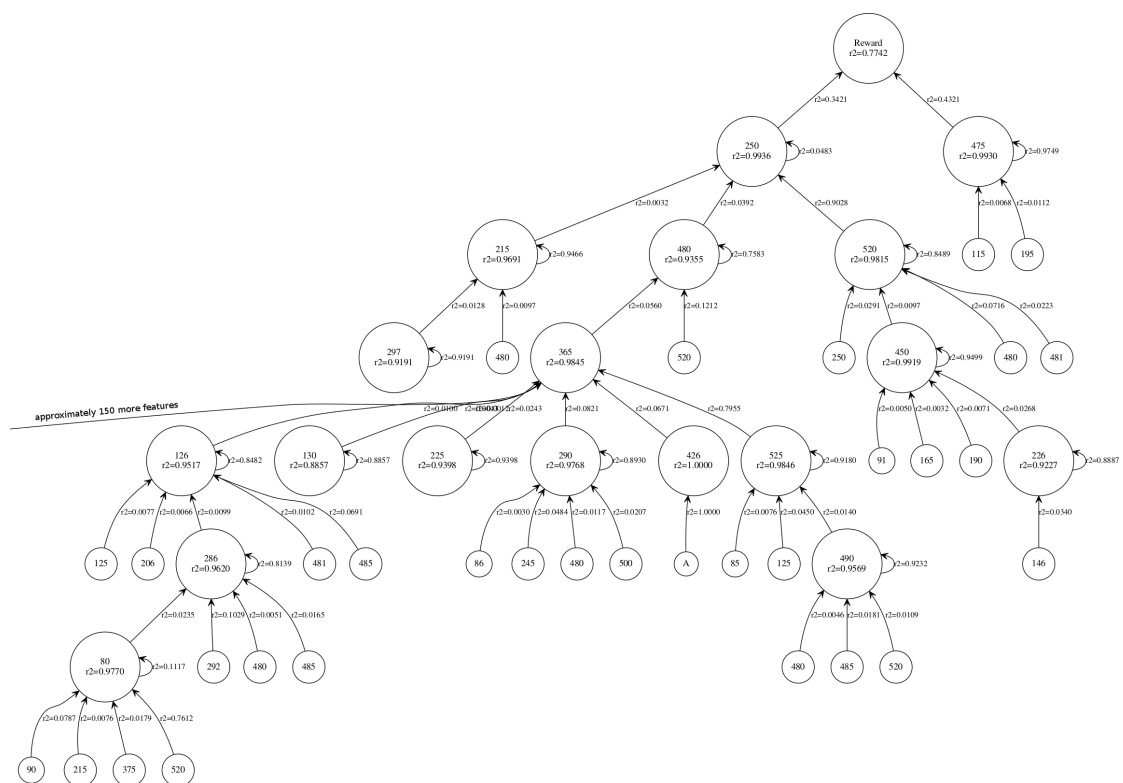 Reward
r2=0.7742
r2=0.3421
r2=0.4321
250
r2=0.9936
r2=0.0483
475
r2=0.9930
r2=0.9749
r2=0.0032
r2=0.0392
r2=0.9028
r2=0.0068
r2=0.0112
215
r2=0.9691
r2=0.9466
480
r2=0.9355
r2=0.7583
520
r2=0.9815
r2=0.8489
115
195
r2=0.0128
r2=0.0097
r2=0.0560
r2=0.1212
r2=0.0291
r2=0.0097
r2=0.0716
r2=0.0223
297
r2=0.9191
r2=0.9191
480
365
r2=0.9845
520
250
450
r2=0.9919
r2=0.9499
480
481
approximately 150 more features
r2=0.0100
r2=0.0243
r2=0.0821
r2=0.0671
r2=0.7955
r2=0.0050
r2=0.0032
r2=0.0071
r2=0.0268
126
r2=0.9517
r2=0.8482
130
r2=0.8857
r2=0.8857
225
r2=0.9398
r2=0.9398
290
r2=0.9768
r2=0.8930
426
r2=1.0000
525
r2=0.9846
r2=0.9180
91
165
190
226
r2=0.9227
r2=0.8887
r2=0.0077
r2=0.0066
r2=0.0099
r2=0.0102
r2=0.0691
r2=0.0030
r2=0.0484
r2=0.0117
r2=0.0207
r2=1.0000
r2=0.0076
r2=0.0450
r2=0.0140
r2=0.0340
125
206
286
r2=0.9620
r2=0.8139
481
485
86
245
480
500
A
85
125
490
r2=0.9569
r2=0.9232
146
r2=0.0235
r2=0.1029
r2=0.0051
r2=0.0165
r2=0.0046
r2=0.0181
r2=0.0109
80
r2=0.9770
r2=0.1117
292
480
485
480
485
520
r2=0.0787
r2=0.0076
r2=0.0179
r2=0.7612
90
215
375
520